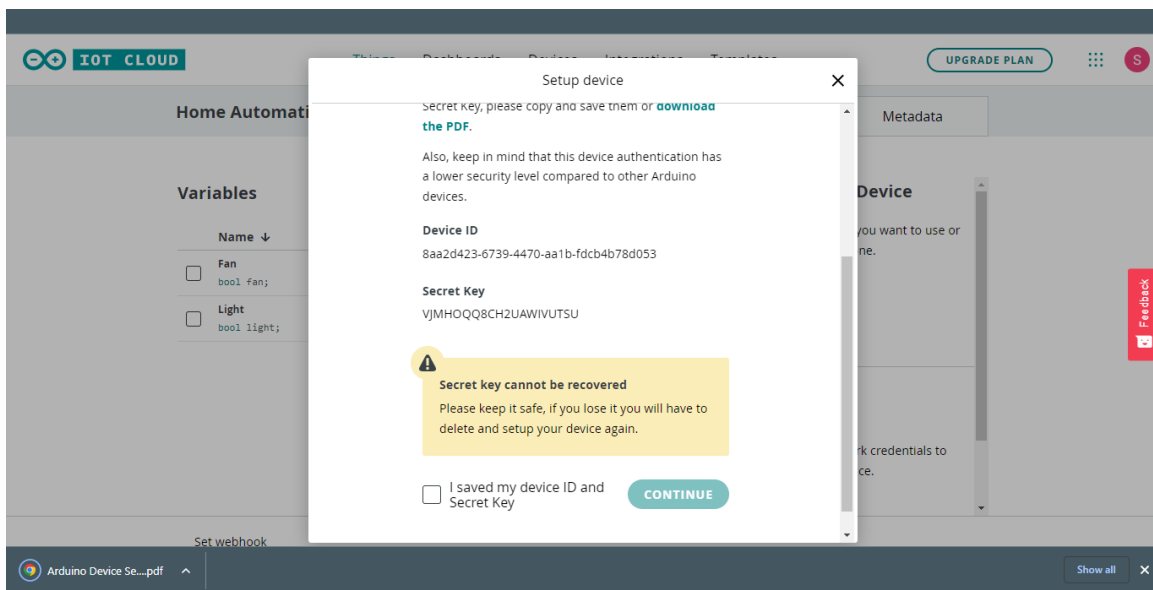 IOT CLOUD
UPGRADE PLAN
S
Setup device
Home Automati
Metadata
Secret Key, please copy and save them or download
the PDF.
Also, keep in mind that this device authentication has
a lower security level compared to other Arduino
devices.
Variables
Device
Name
Device ID
you want to use or
8aa2d423-6739-4470-aa1b-fdcb4b78d053
ne.
Fan
bool fan;
Secret Key
Light
VJMHOQQ8CH2UAWIVUTSU
bool light;
Feedback
Secret key cannot be recovered
Please keep it safe, if you lose it you will have to
delete and setup your device again.
rk credentials to
ce.
I saved my device ID and
Secret Key
CONTINUE
Set webhook
Arduino Device Se....pdf
Show all